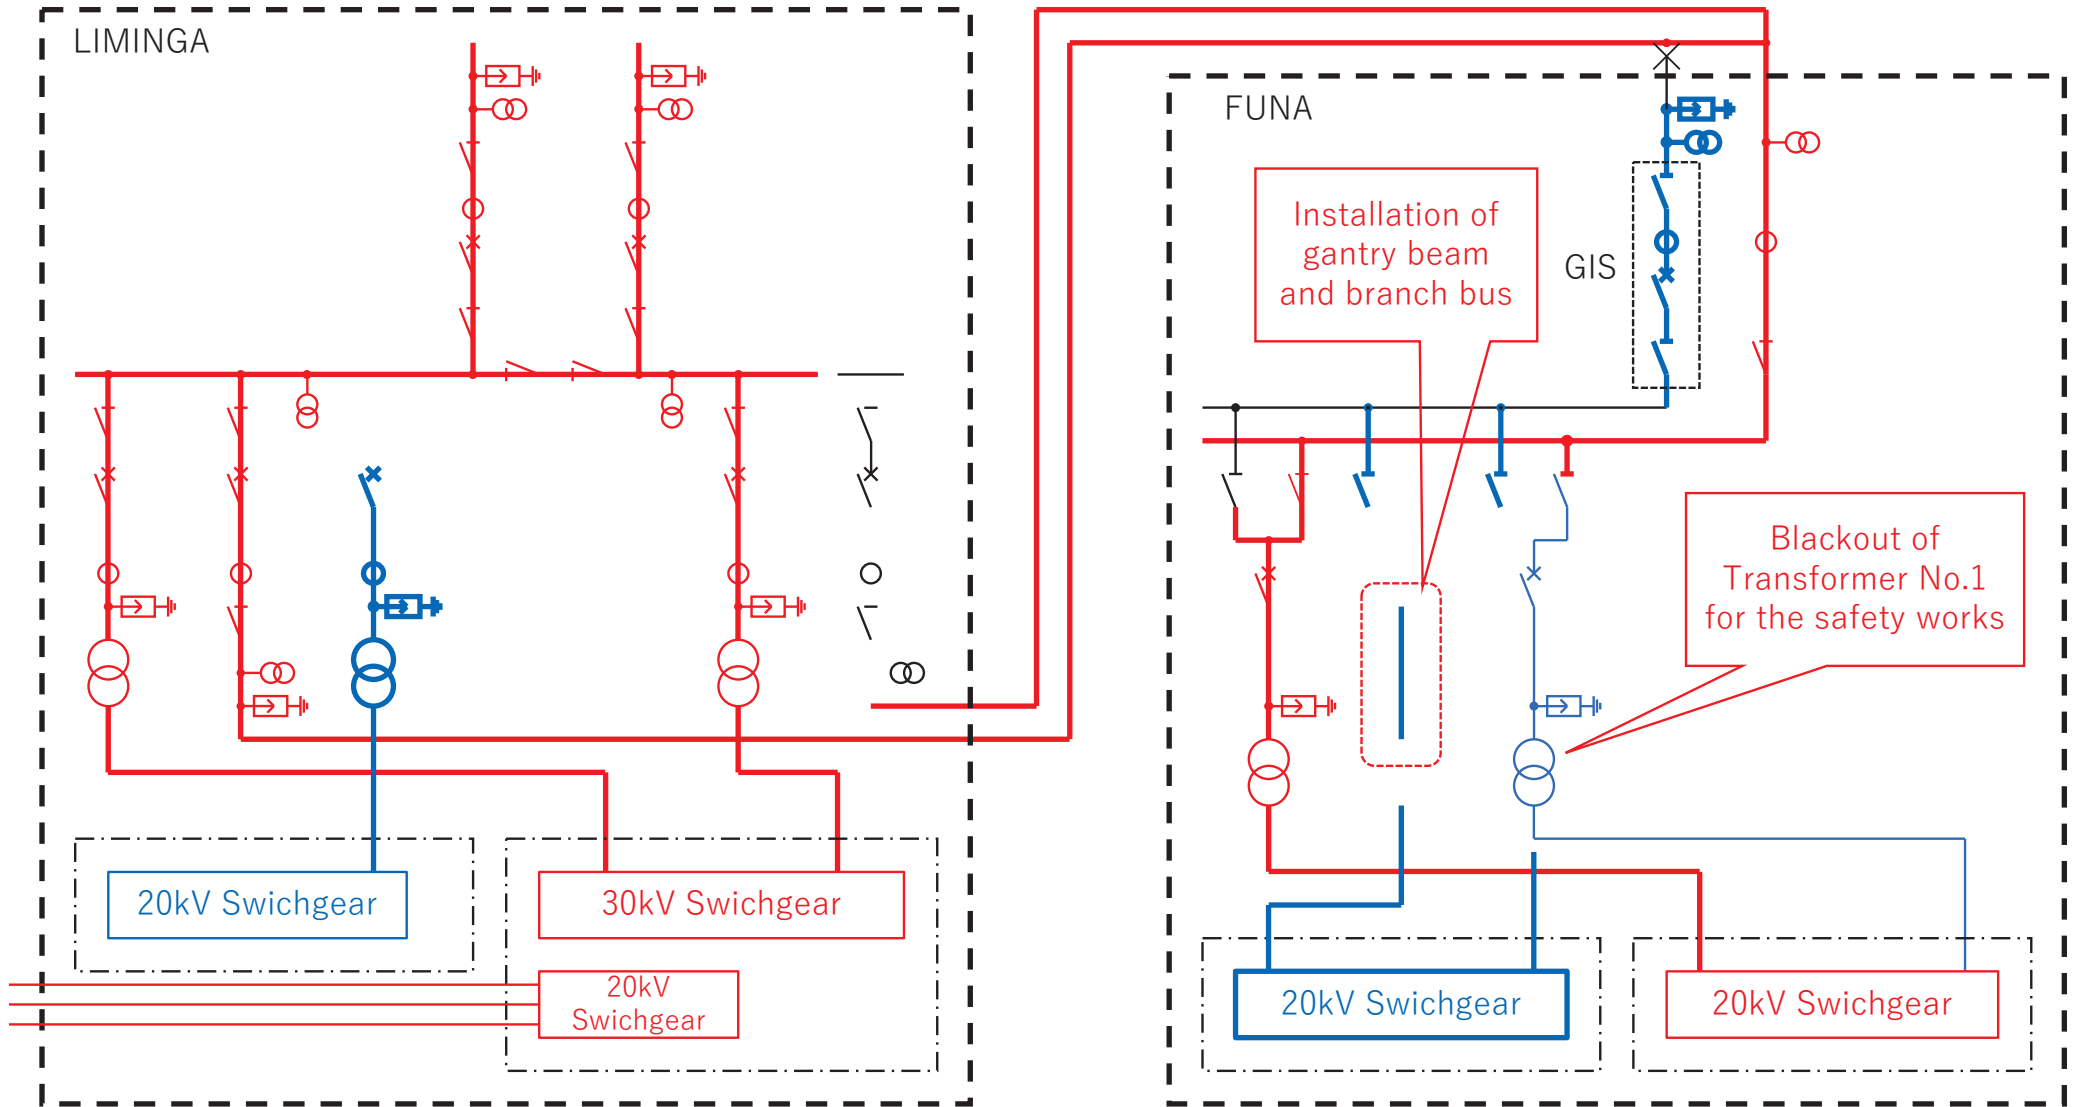 LIMINGA
FUNA
Installation of
gantry beam
and branch bus
GIS
Blackout of
Transformer No.1
for the safety works
20kV Swichgear
30kV Swichgear
20kV
Swichgear
20kV Swichgear
20kV Swichgear